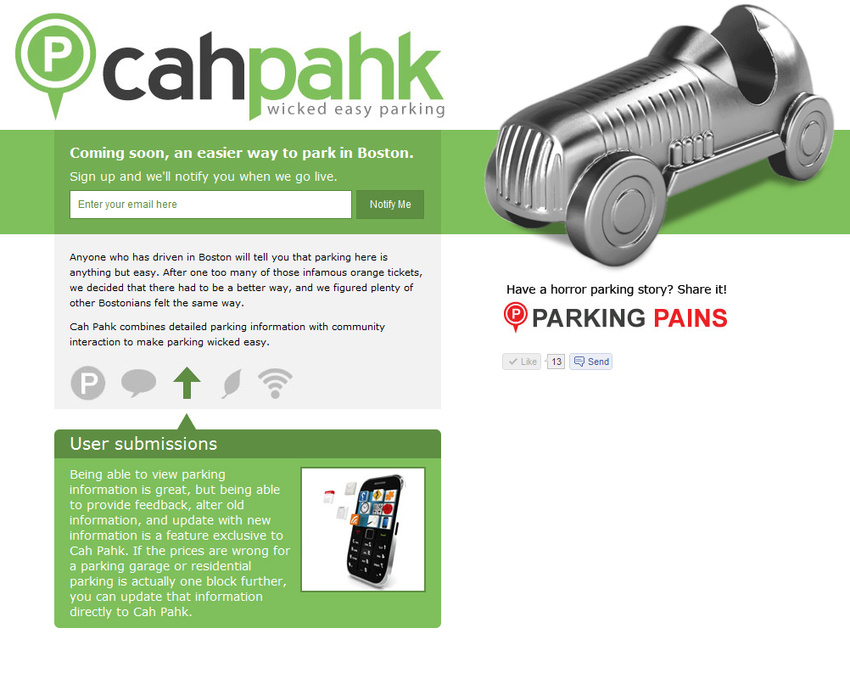 P cahpahk
wicked easy parking
Coming soon, an easier way to park in Boston.
Sign up and we'll notify you when we go live.
Enter your email here
Notify Me
Anyone who has driven in Boston will tell you that parking here is
anything but easy. After one too many of those infamous orange tickets,
we decided that there had to be a better way, and we figured plenty of
other Bostonians felt the same way.
Cah Pahk combines detailed parking information with community
interaction to make parking wicked easy.
P
User submissions
Being able to view parking
information is great, but being able
to provide feedback, alter old
information, and update with new
information is a feature exclusive to
Cah Pahk. If the prices are wrong for
a parking garage or residential
parking is actually one block further,
you can update that information
directly to Cah Pahk.
Have a horror parking story? Share it!
P PARKING PAINS
Like 13 Send